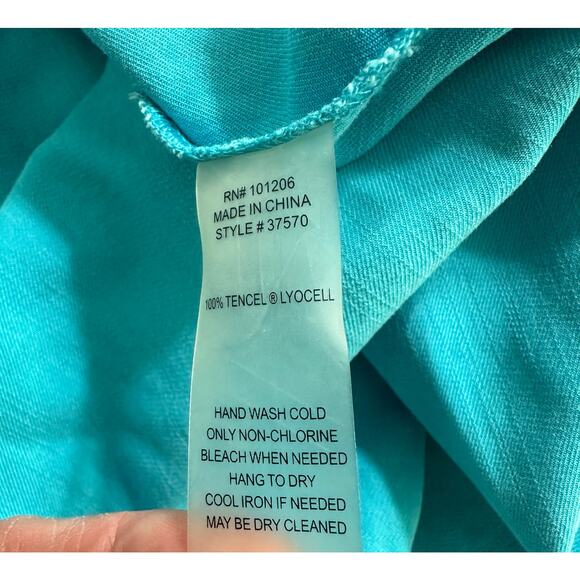 RN# 101206
MADE IN CHINA
STYLE # 37570
100% TENCEL ® LYOCELL
HAND WASH COLD
ONLY NON-CHLORINE
BLEACH WHEN NEEDED
HANG TO DRY
COOL IRON IF NEEDED
MAY BE DRY CLEANED